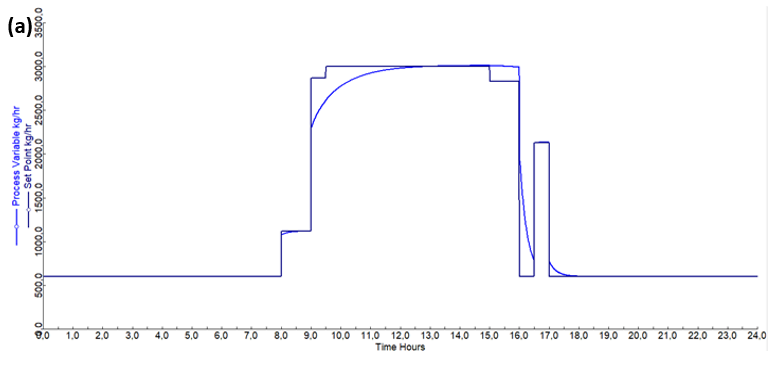 (a)
Process Variable kg/hr
Set Point kg/hr
3500,0
3000,0
2500,0
2000,0
1500,0
1000,0
500,0
0,0 1,0 2,0 3,0 4,0 5,0 6,0 7,0 8,0 9,0 10,0 11,0 12,0 13,0 14,0 15,0 16,0 17,0 18,0 19,0 20,0 21,0 22,0 23,0 24,0
Time Hours